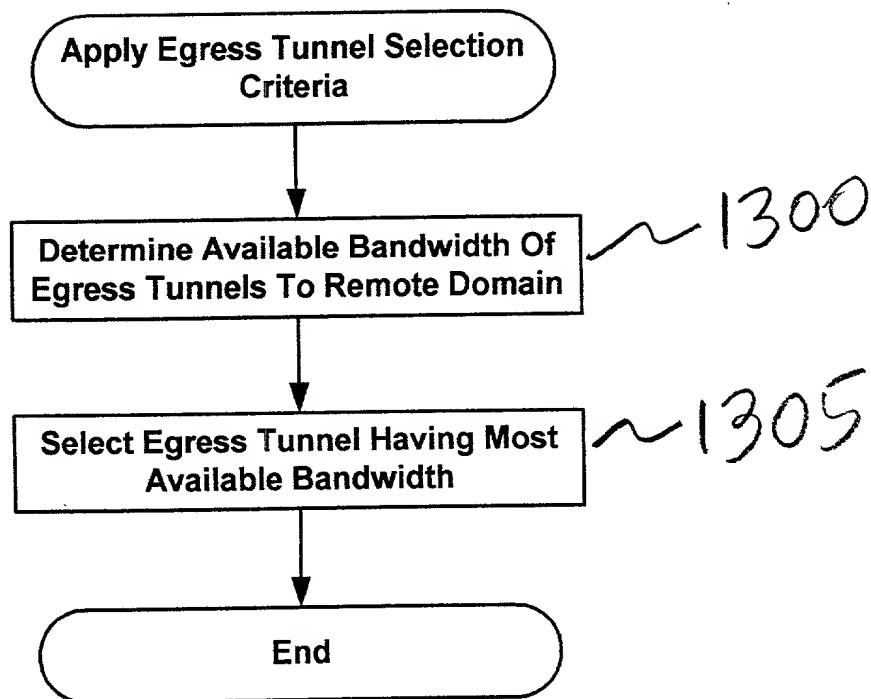 Apply Egress Tunnel Selection
Criteria
Determine Available Bandwidth Of
Egress Tunnels To Remote Domain
1300
Select Egress Tunnel Having Most
Available Bandwidth
1305
End